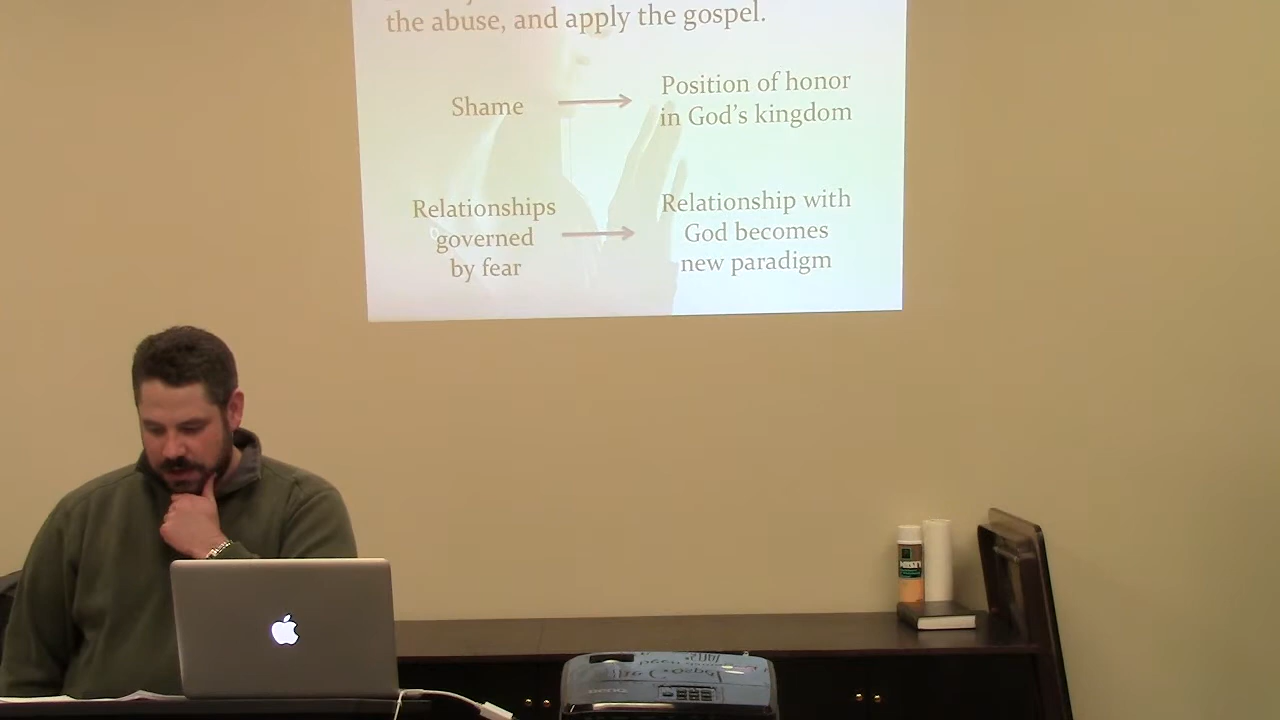 the abuse, and apply the gospel.
Shame
Position of honor
in God's kingdom
Relationships
governed
by fear
Relationship with
God becomes
new paradigm
BenQ